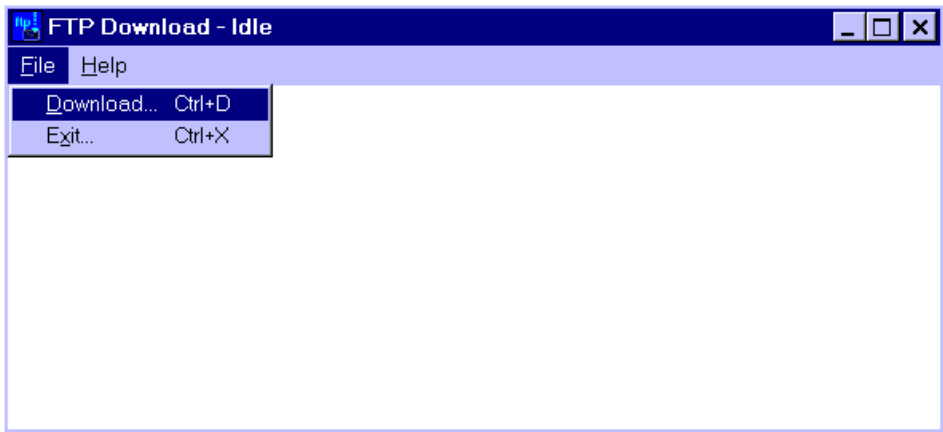 FTP Download - Idle
File Help
Download... Ctrl+D
Exit... Ctrl+X